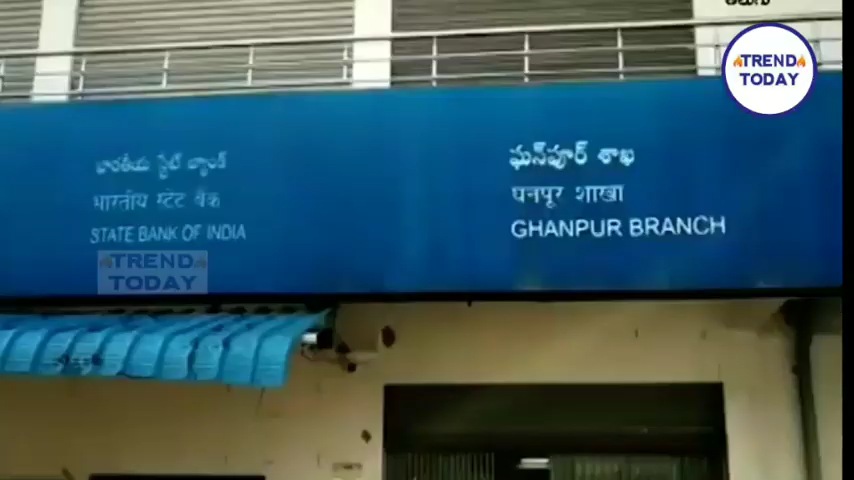 తెలుగు
TREND
TODAY
భారతీయ స్టేట్ బ్యాంక్
भारतीय स्टेट बैंक
STATE BANK OF INDIA
ఘన్‌పూర్ శాఖ
घनपूर शाखा
GHANPUR BRANCH
TREND
TODAY